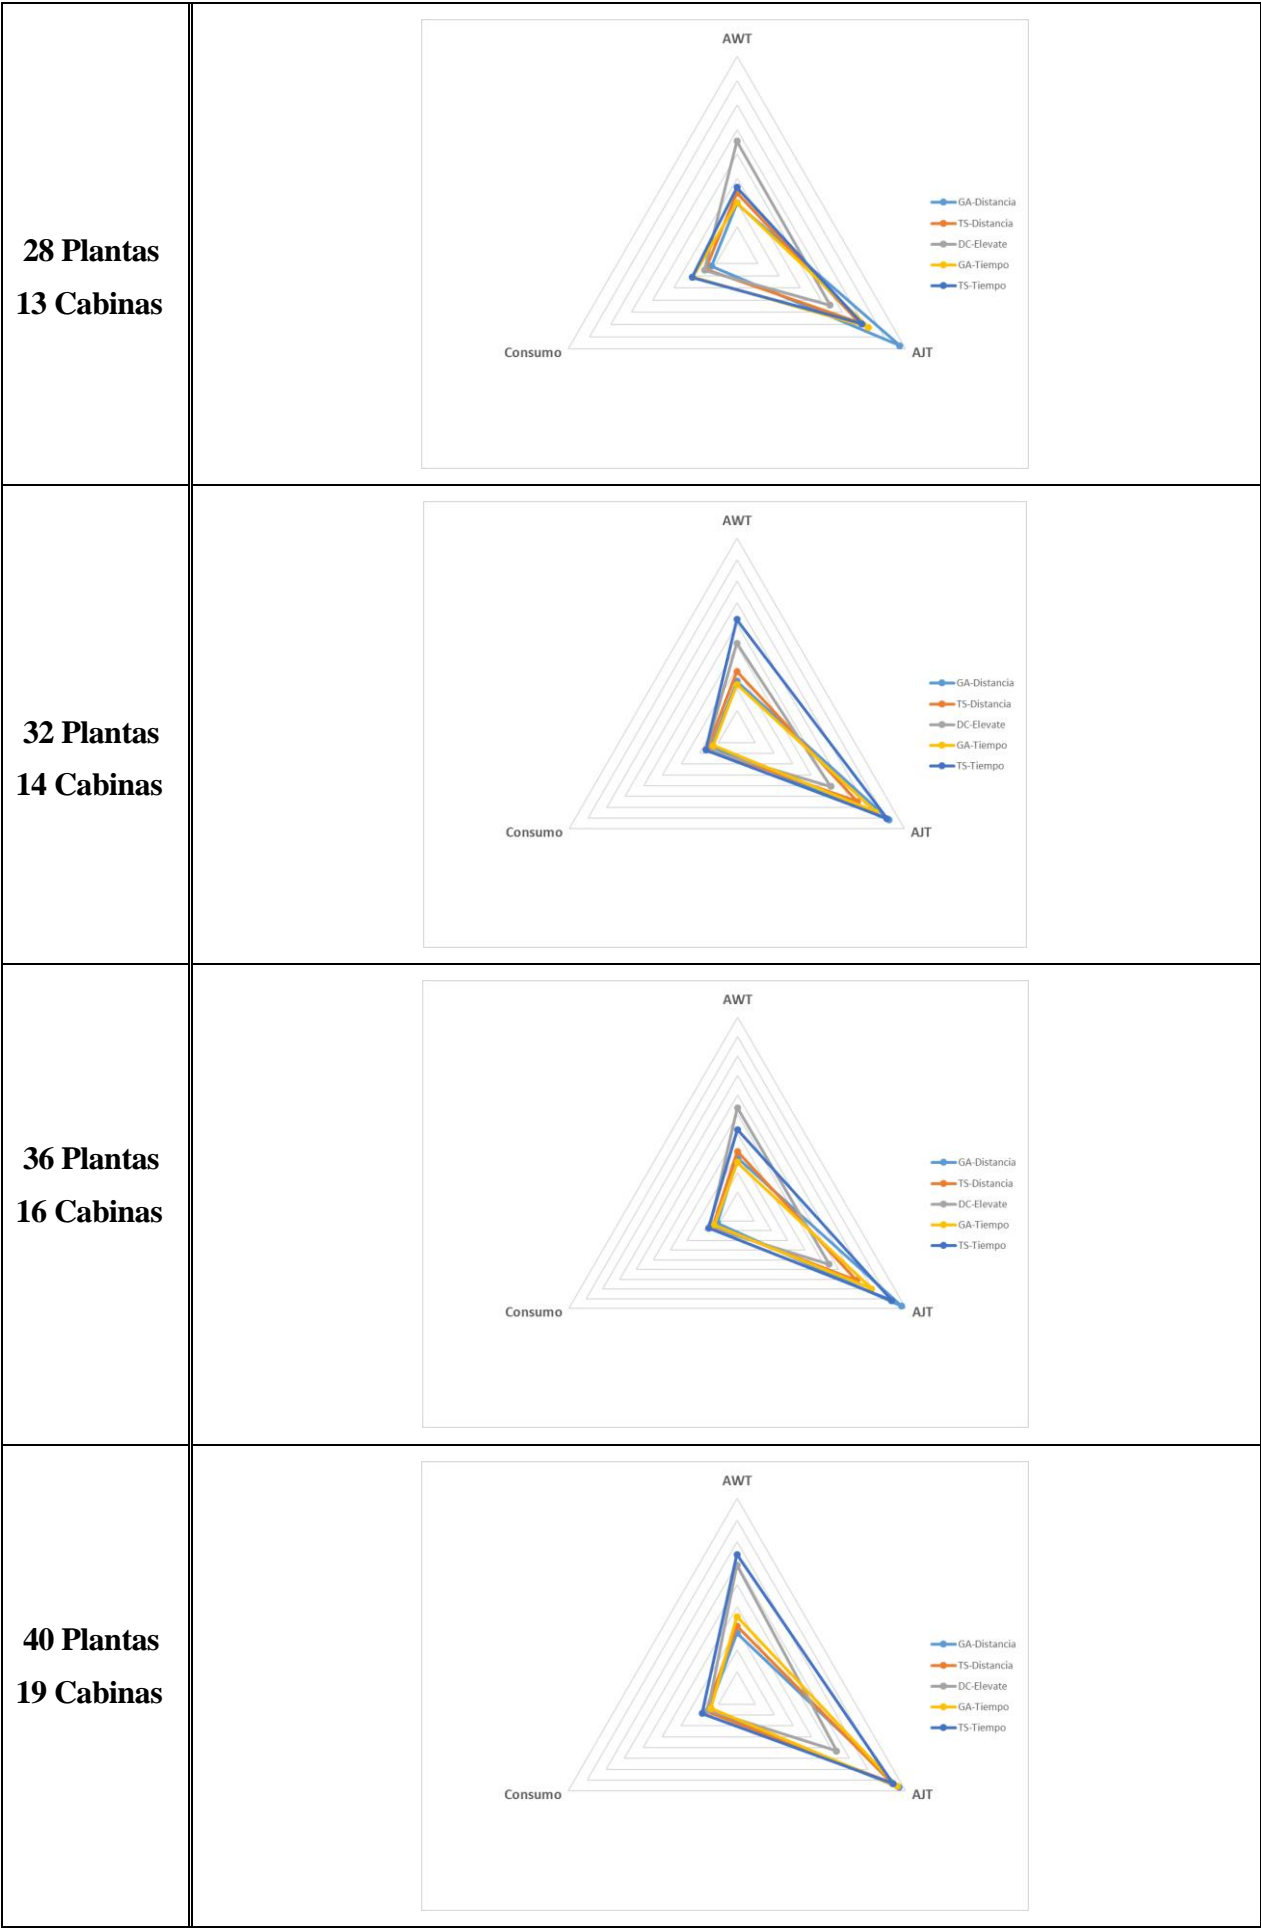 28 Plantas
13 Cabinas
AWT
GA-Distancia
TS-Distancia
DC-Elevate
GA-Tiempo
TS-Tiempo
Consumo
AJT
32 Plantas
14 Cabinas
AWT
GA-Distancia
TS-Distancia
DC-Elevate
GA-Tiempo
TS-Tiempo
Consumo
AJT
36 Plantas
16 Cabinas
AWT
GA-Distancia
TS-Distancia
DC-Elevate
GA-Tiempo
TS-Tiempo
Consumo
AJT
40 Plantas
19 Cabinas
AWT
GA-Distancia
TS-Distancia
DC-Elevate
GA-Tiempo
TS-Tiempo
Consumo
AJT